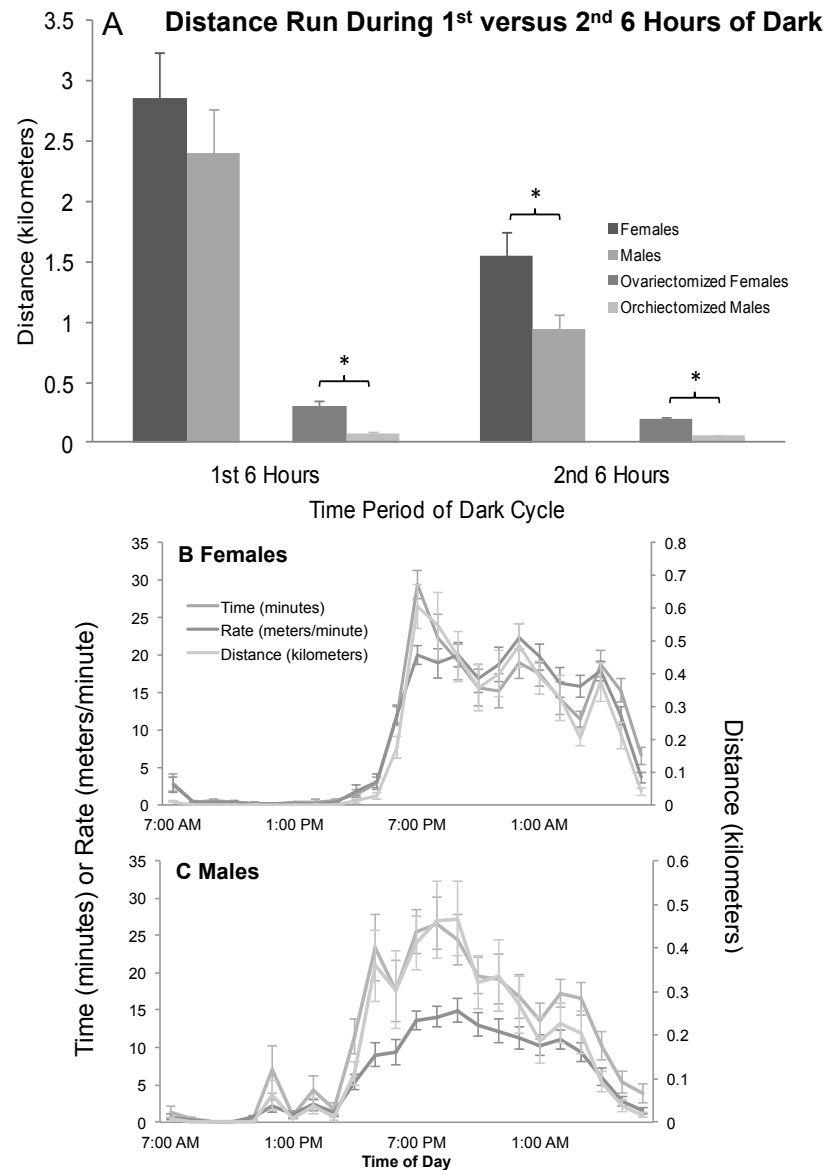 A Distance Run During 1st versus 2nd 6 Hours of Dark
3.5
3
2.5
2
1.5
1
0.5
0
Distance (kilometers)
*
*
*
Females
Males
Ovariectomized Females
Orchiectomized Males
1st 6 Hours
2nd 6 Hours
Time Period of Dark Cycle
B Females
Time (minutes)
Rate (meters/minute)
Distance (kilometers)
35
30
25
20
15
10
5
0
0.8
0.7
0.6
0.5
0.4
0.3
0.2
0.1
0
7:00 AM
1:00 PM
7:00 PM
1:00 AM
Time (minutes) or Rate (meters/minute)
Distance (kilometers)
C Males
35
30
25
20
15
10
5
0
0.6
0.5
0.4
0.3
0.2
0.1
0
7:00 AM
1:00 PM
7:00 PM
1:00 AM
Time of Day